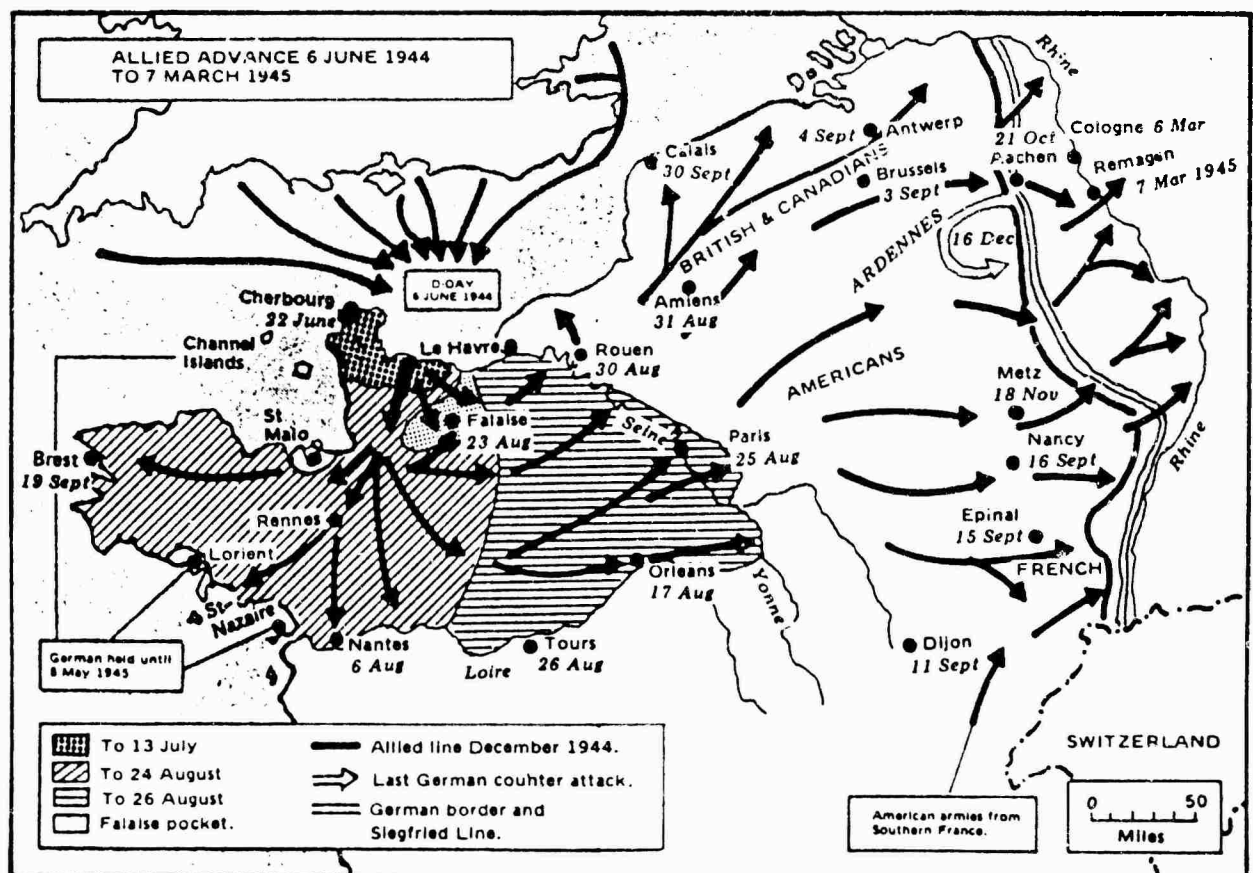 ALLIED ADVANCE 6 JUNE 1944
TO 7 MARCH 1945
Rhine
4 Sept
Antwerp
21 Oct
Aachen
Cologne 6 Mar
Calais
30 Sept
Brussels
3 Sept
Remagen
7 Mar 1945
BRITISH & CANADIANS
ARDENNES
16 Dec
D-DAY
6 JUNE 1944
Amiens
31 Aug
Cherbourg
22 June
Channel
Islands
Le Havre
Rouen
30 Aug
AMERICANS
Metz
18 Nov
St
Malo
Falaise
23 Aug
Seine
Paris
25 Aug
Nancy
16 Sept
Rhine
Brest
19 Sept
Rennes
Epinal
15 Sept
Lorient
Orleans
17 Aug
FRENCH
St-
Nazaire
Yonne
German held until
8 May 1945
Nantes
6 Aug
Loire
Tours
26 Aug
Dijon
11 Sept
To 13 July
To 24 August
To 26 August
Falaise pocket.
Allied line December 1944.
Last German counter attack.
German border and
Siegfried Line.
SWITZERLAND
American armies from
Southern France.
0 50
Miles